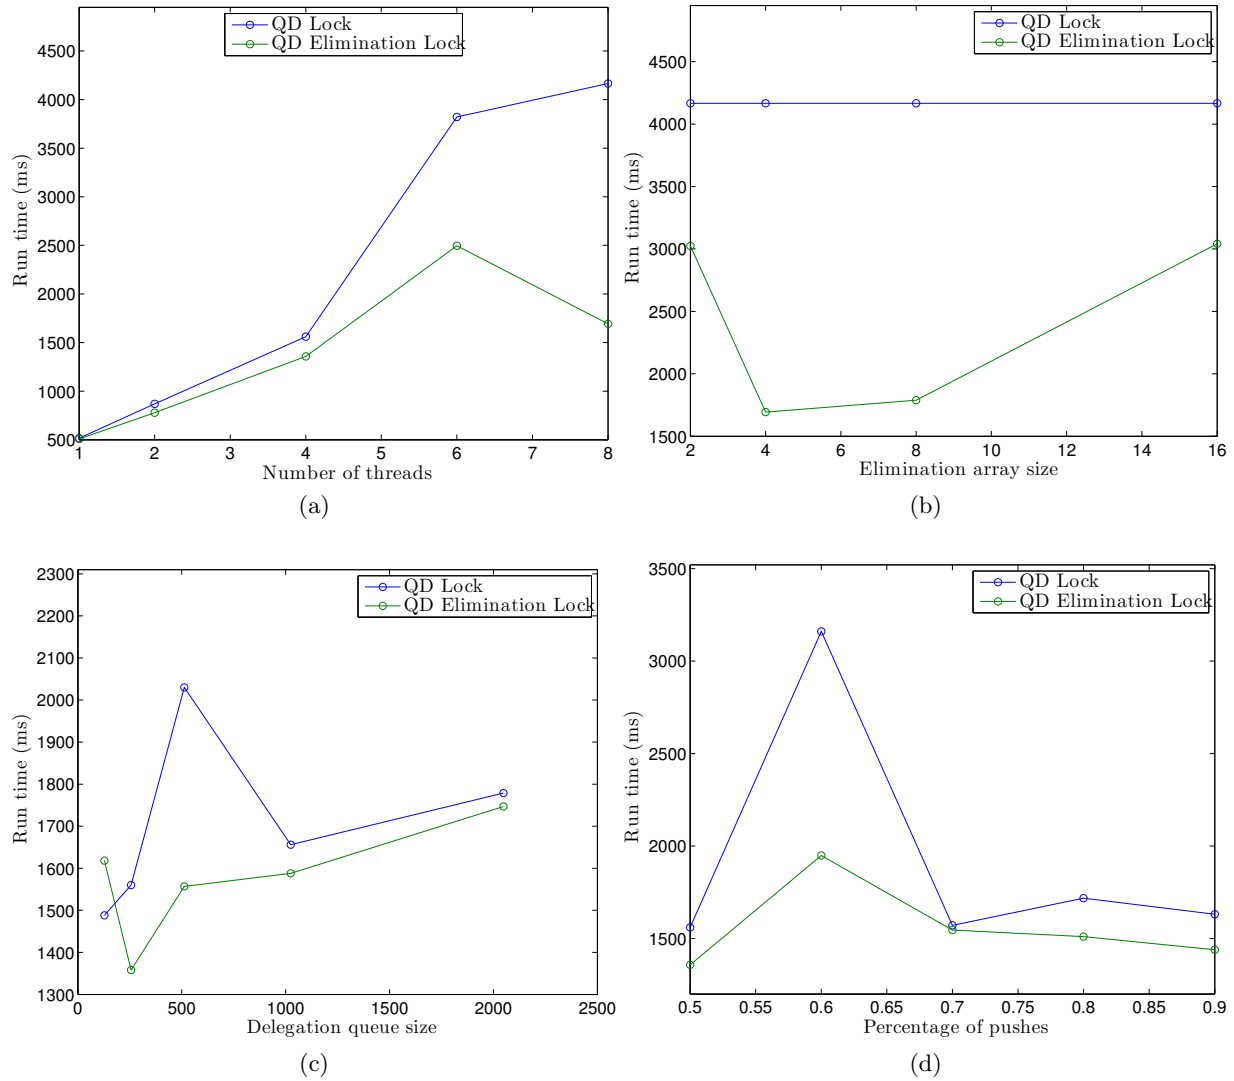 QD Lock
QD Elimination Lock
4500
4000
3500
3000
2500
2000
1500
1000
500
1 2 3 4 5 6 7 8
Run time (ms)
Number of threads
(a)
QD Lock
QD Elimination Lock
4500
4000
3500
3000
2500
2000
1500
2 4 6 8 10 12 14 16
Run time (ms)
Elimination array size
(b)
QD Lock
QD Elimination Lock
2300
2200
2100
2000
1900
1800
1700
1600
1500
1400
1300
0 500 1000 1500 2000 2500
Run time (ms)
Delegation queue size
(c)
QD Lock
QD Elimination Lock
3500
3000
2500
2000
1500
0.5 0.55 0.6 0.65 0.7 0.75 0.8 0.85 0.9
Run time (ms)
Percentage of pushes
(d)